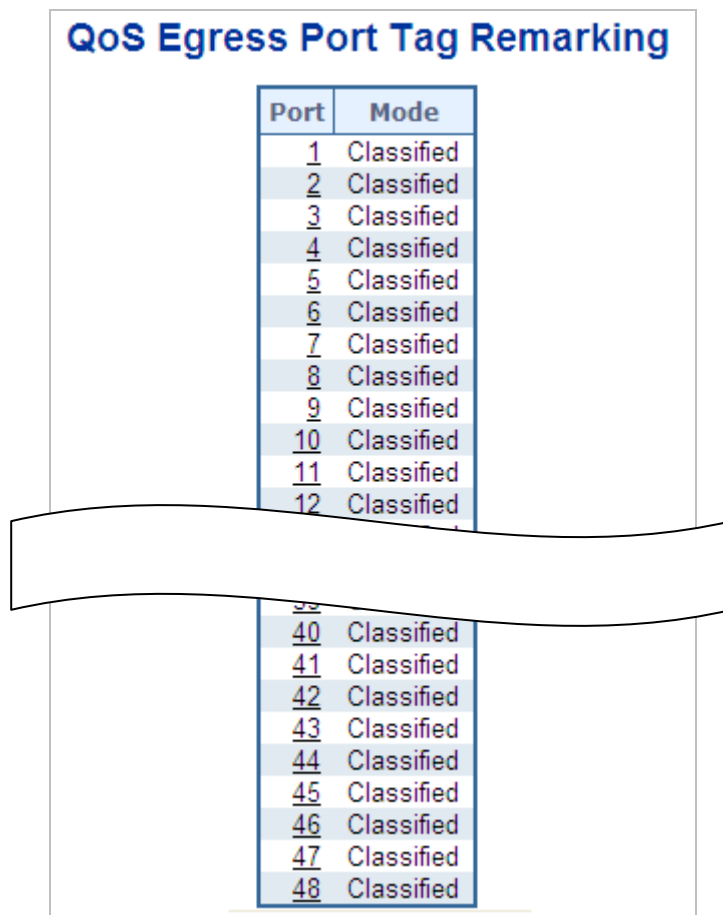 QoS Egress Port Tag Remarking
Port Mode
1 Classified
2 Classified
3 Classified
4 Classified
5 Classified
6 Classified
7 Classified
8 Classified
9 Classified
10 Classified
11 Classified
12 Classified
40 Classified
41 Classified
42 Classified
43 Classified
44 Classified
45 Classified
46 Classified
47 Classified
48 Classified